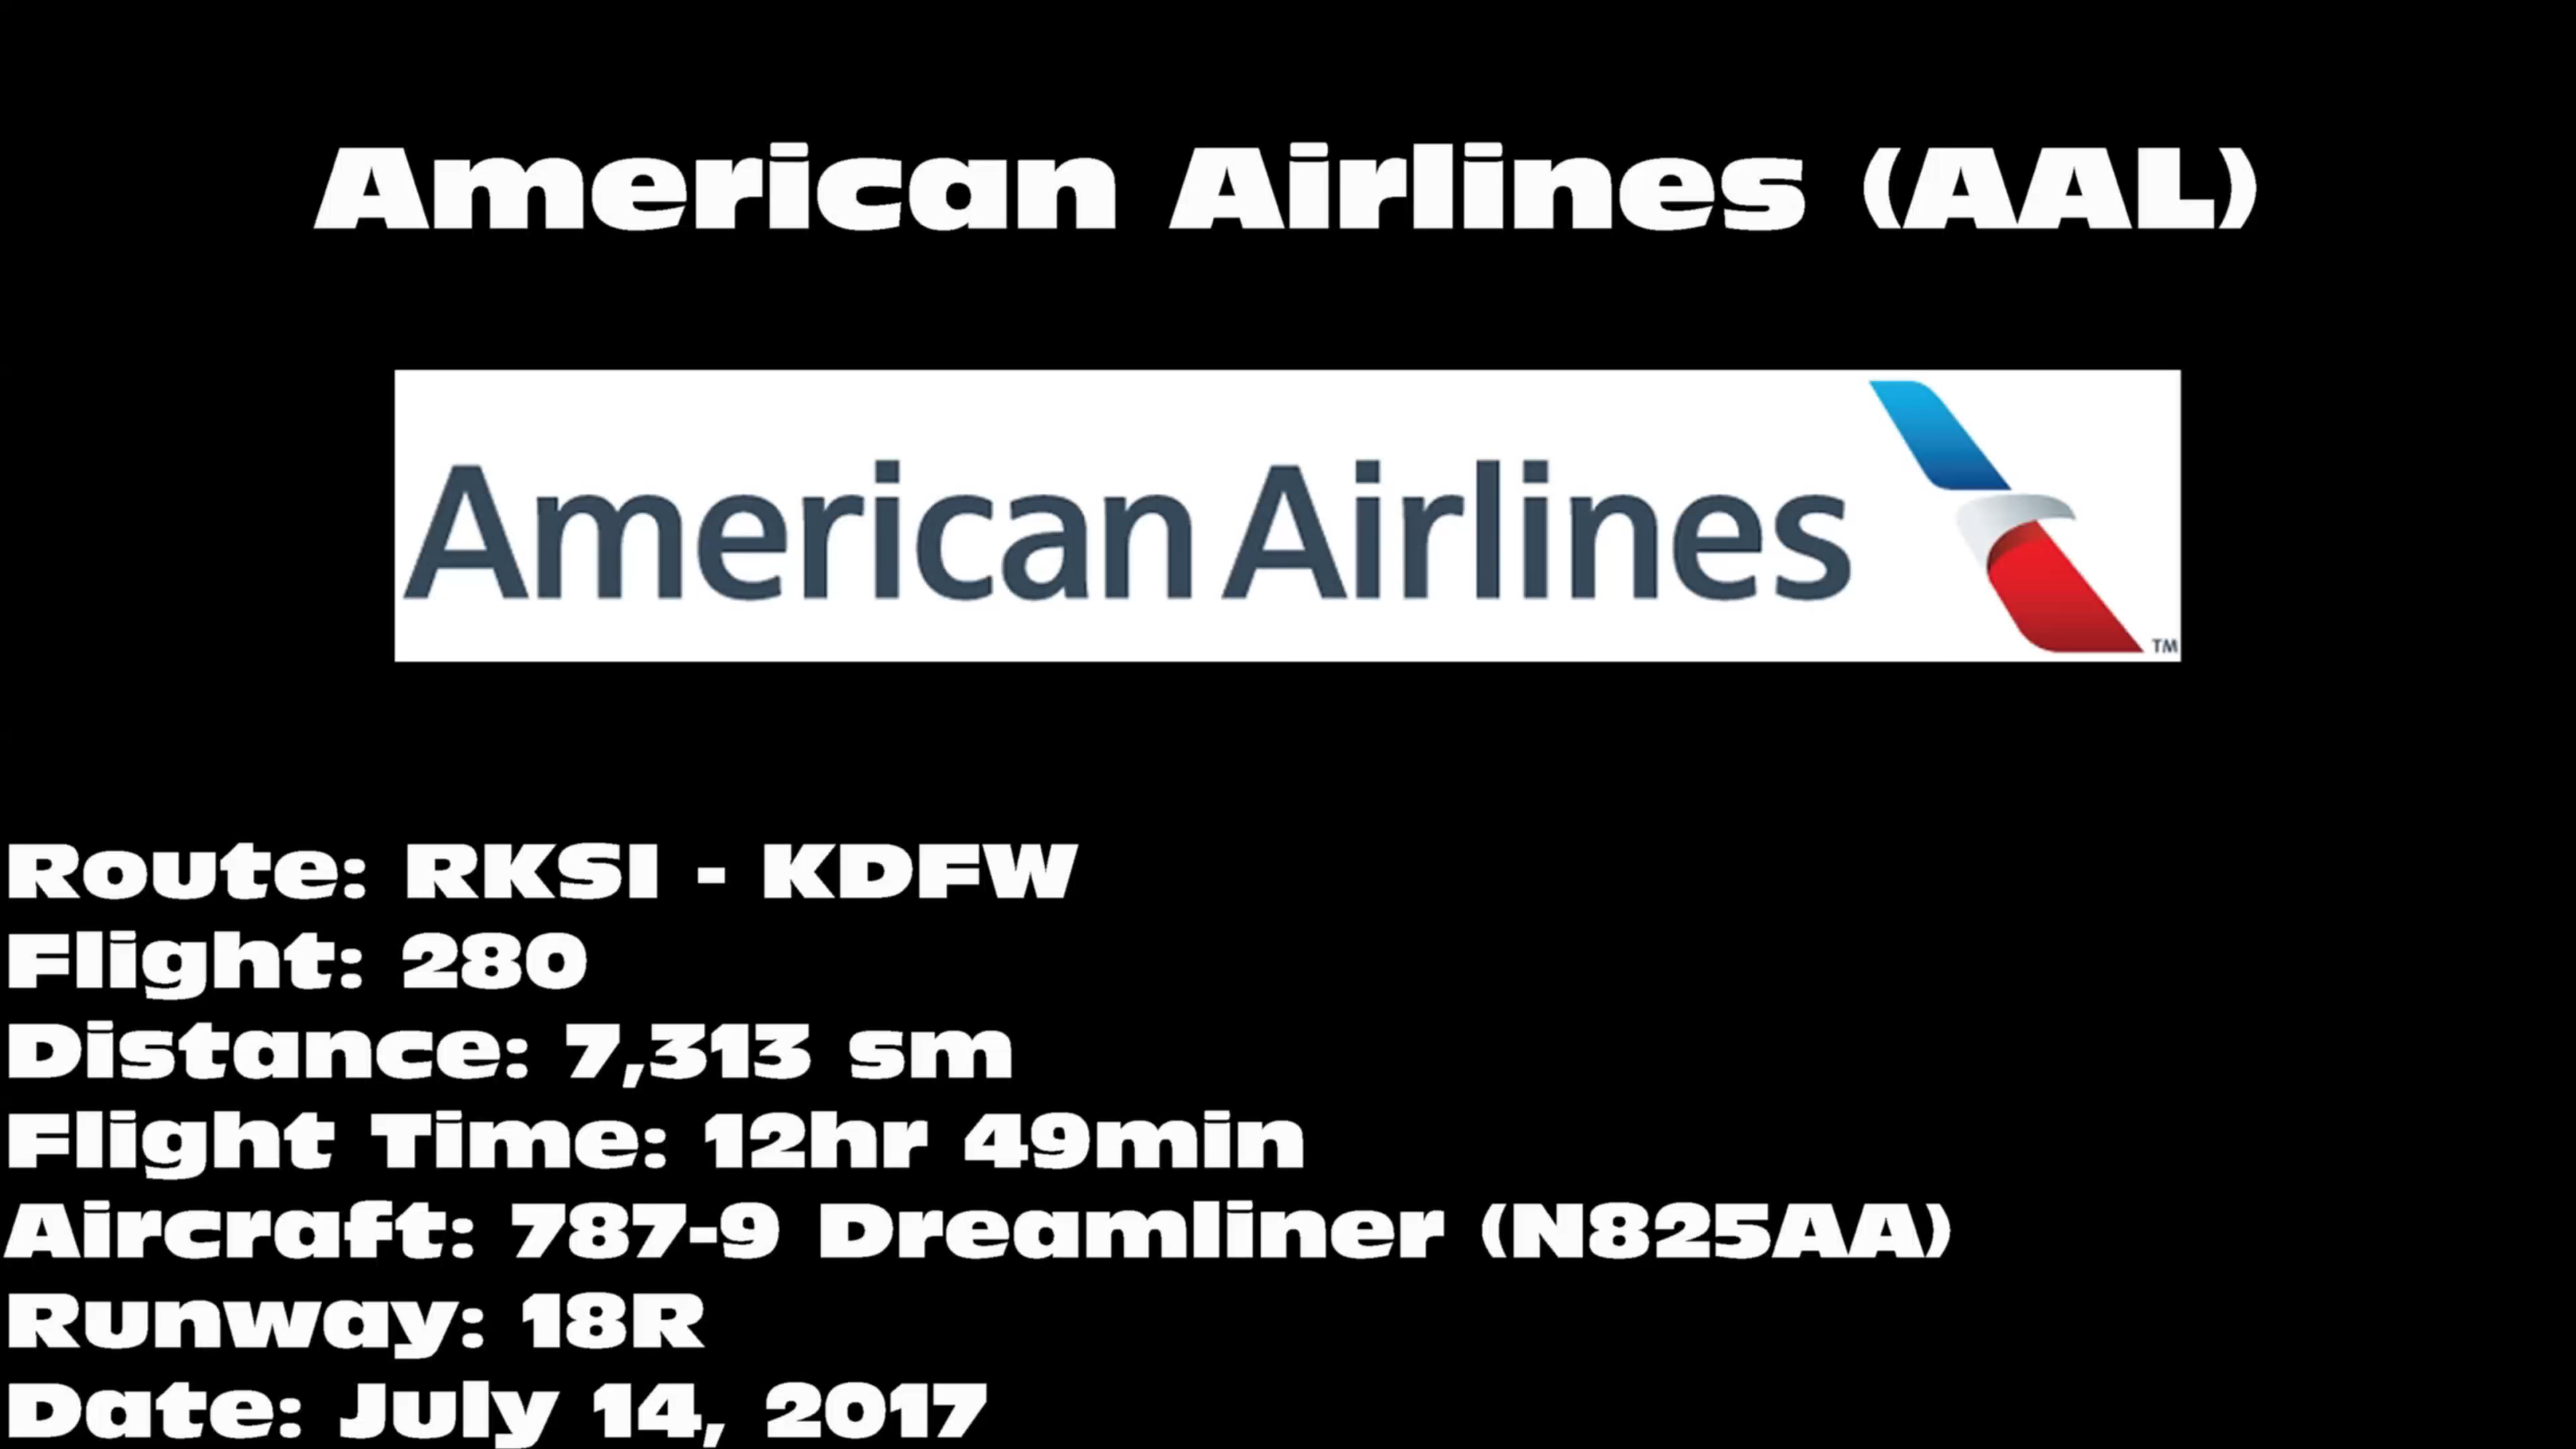 American Airlines (AAL)
American Airlines
TM
Route: RKSI - KDFW
Flight: 280
Distance: 7,313 sm
Flight Time: 12hr 49min
Aircraft: 787-9 Dreamliner (N825AA)
Runway: 18R
Date: July 14, 2017